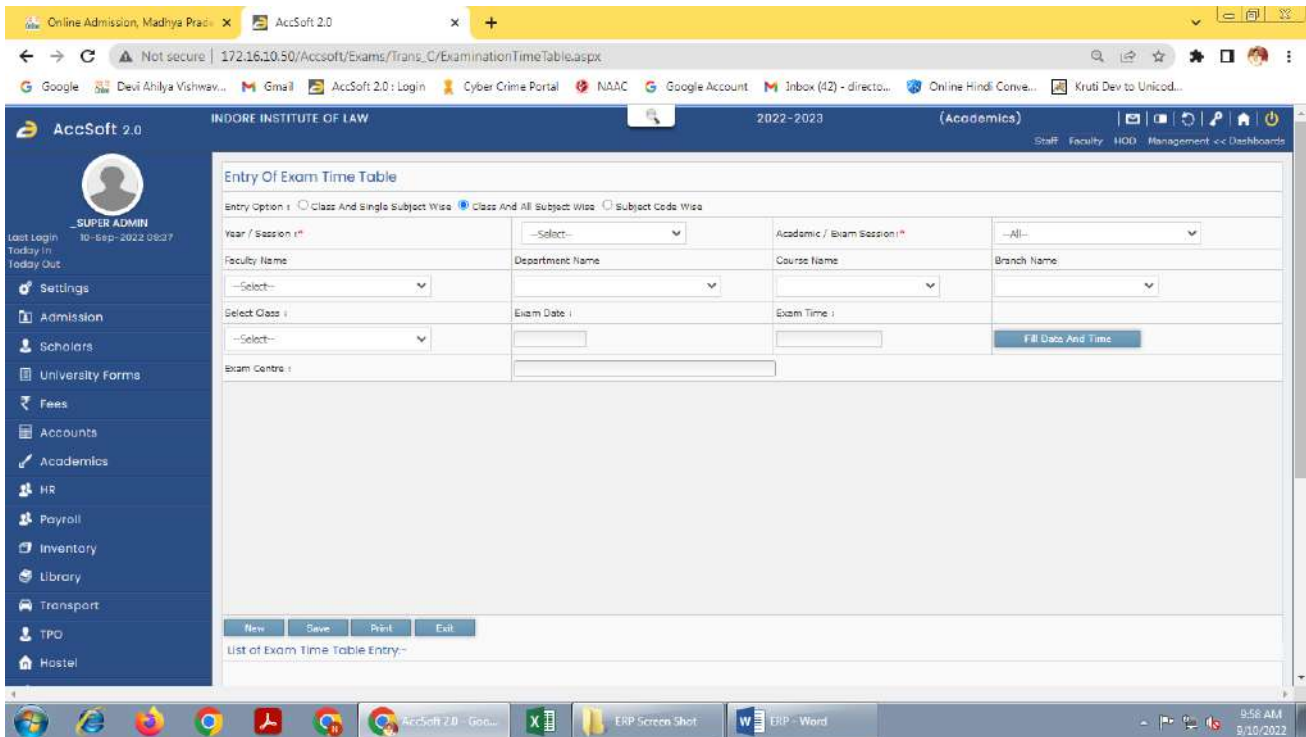 Online Admission, Madhya Prade
AccSoft 2.0
Not secure | 172.16.10.50/Accsoft/Exams/Trans_C/ExaminationTimeTable.aspx
Google Devi Ahilya Vishwav... Gmail AccSoft 2.0 : Login Cyber Crime Portal NAAC Google Account Inbox (42) - directo... Online Hindi Conve... Kruti Dev to Unicod...
AccSoft 2.0
INDORE INSTITUTE OF LAW 2022-2023 (Academics)
Staff Faculty HOD Management << Dashboards
_SUPER ADMIN
Last Login 10-Sep-2022 09:37
Today In
Today Out
Settings
Admission
Scholars
University Forms
Fees
Accounts
Academics
HR
Payroll
Inventory
Library
Transport
TPO
Hostel
Entry Of Exam Time Table
Entry Option : Class And Single Subject Wise Class And All Subject Wise Subject Code Wise
Year / Session :* --Select-- Academic / Exam Session:* --All--
Faculty Name Department Name Course Name Branch Name
--Select--
Select Class : Exam Date : Exam Time :
--Select-- Fill Date And Time
Exam Centre :
New Save Print Exit
List of Exam Time Table Entry:-
AccSoft 2.0 - Goo... ERP Screen Shot ERP - Word
9:58 AM
9/10/2022